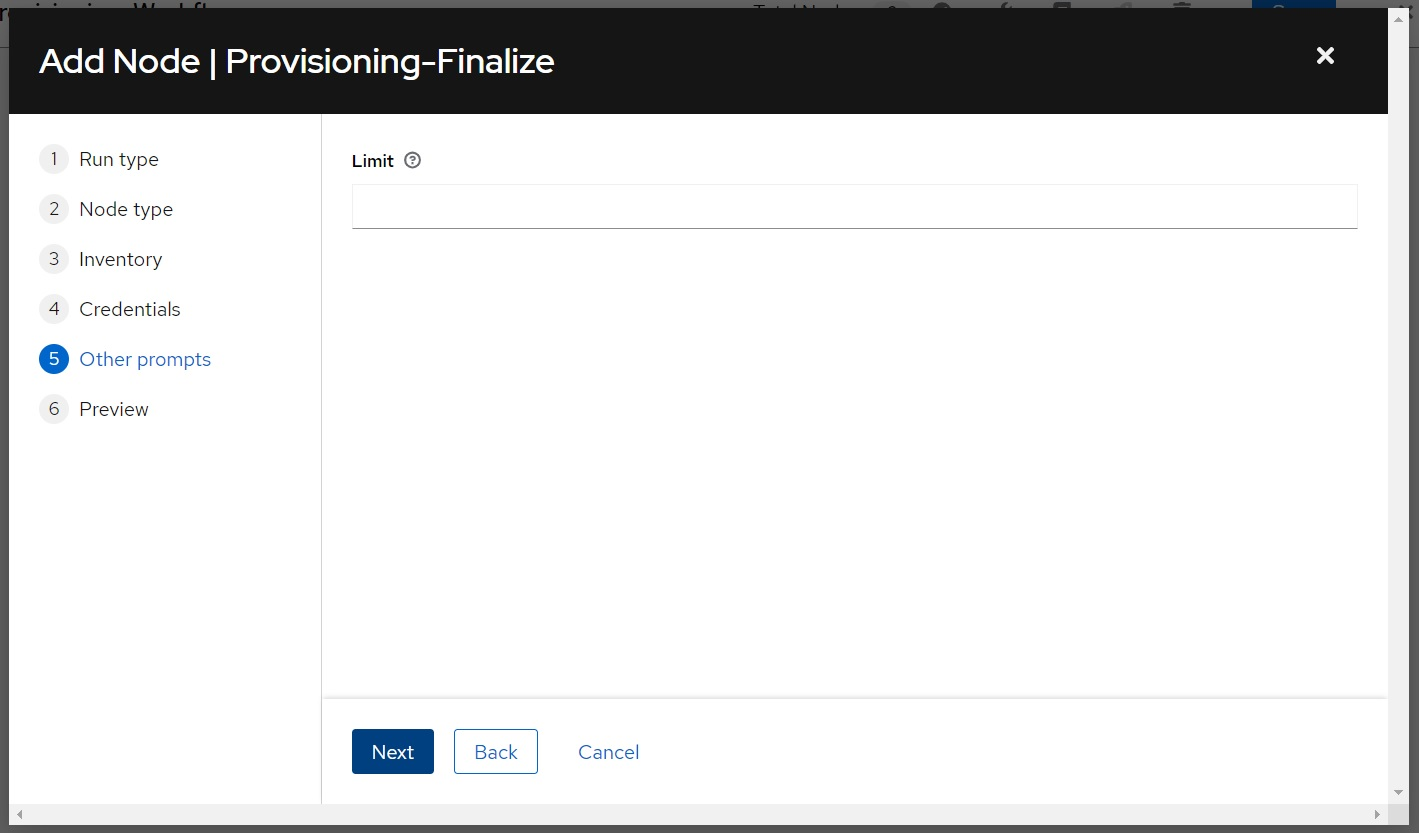 Add Node | Provisioning-Finalize
1 Run type
2 Node type
3 Inventory
4 Credentials
5 Other prompts
6 Preview
Limit
Next Back Cancel